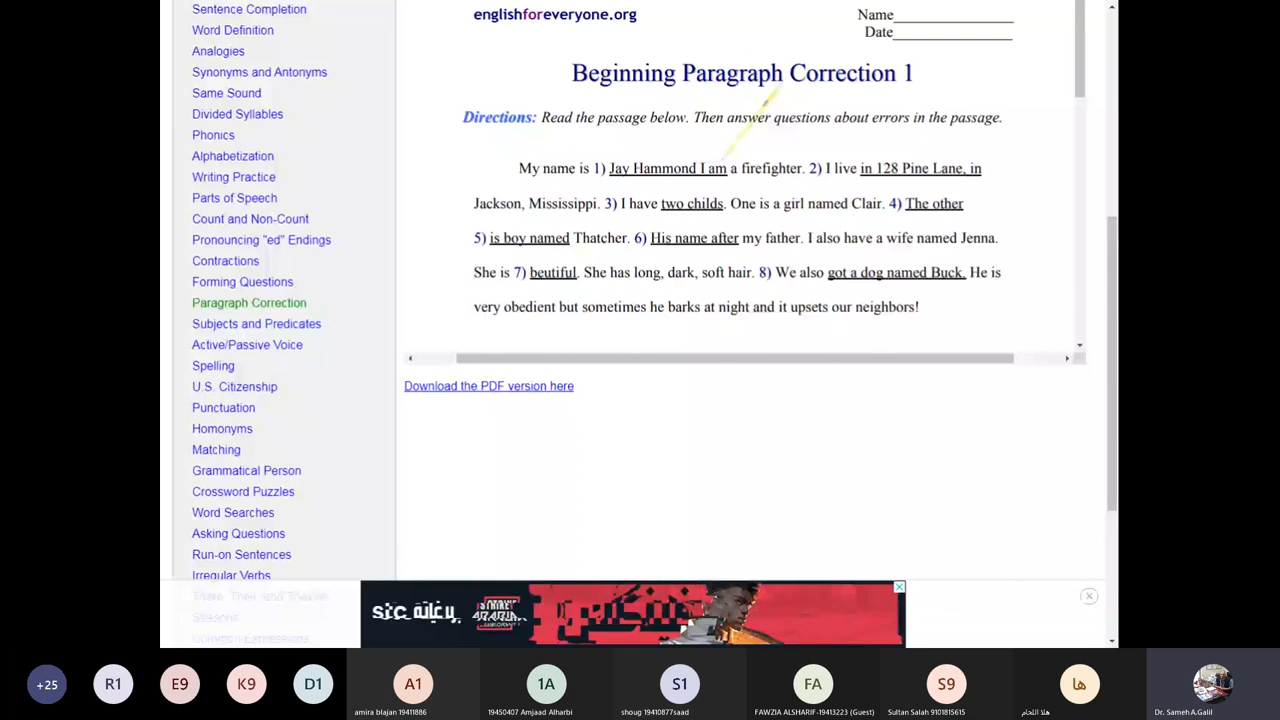 Sentence Completion
Word Definition
Analogies
Synonyms and Antonyms
Same Sound
Divided Syllables
Phonics
Alphabetization
Writing Practice
Parts of Speech
Count and Non-Count
Pronouncing "ed" Endings
Contractions
Forming Questions
Paragraph Correction
Subjects and Predicates
Active/Passive Voice
Spelling
U.S. Citizenship
Punctuation
Homonyms
Matching
Grammatical Person
Crossword Puzzles
Word Searches
Asking Questions
Run-on Sentences
Irregular Verbs
Seasons
Common Expressions
englishforeveryone.org
Name
Date
Beginning Paragraph Correction 1
Directions: Read the passage below. Then answer questions about errors in the passage.
My name is 1) Jay Hammond I am a firefighter. 2) I live in 128 Pine Lane, in
Jackson, Mississippi. 3) I have two childs. One is a girl named Clair. 4) The other
5) is boy named Thatcher. 6) His name after my father. I also have a wife named Jenna.
She is 7) beutiful. She has long, dark, soft hair. 8) We also got a dog named Buck. He is
very obedient but sometimes he barks at night and it upsets our neighbors!
Download the PDF version here
stc
+25
R1
E9
K9
D1
A1
1A
S1
FA
S9
ها
amira blajan 19411886
19450407 Amjaad Alharbi
shoug 19410877saad
FAWZIA ALSHARIF-19413223 (Guest)
Sultan Salah 9101815615
هلا اللحام
Dr. Sameh A.Galil